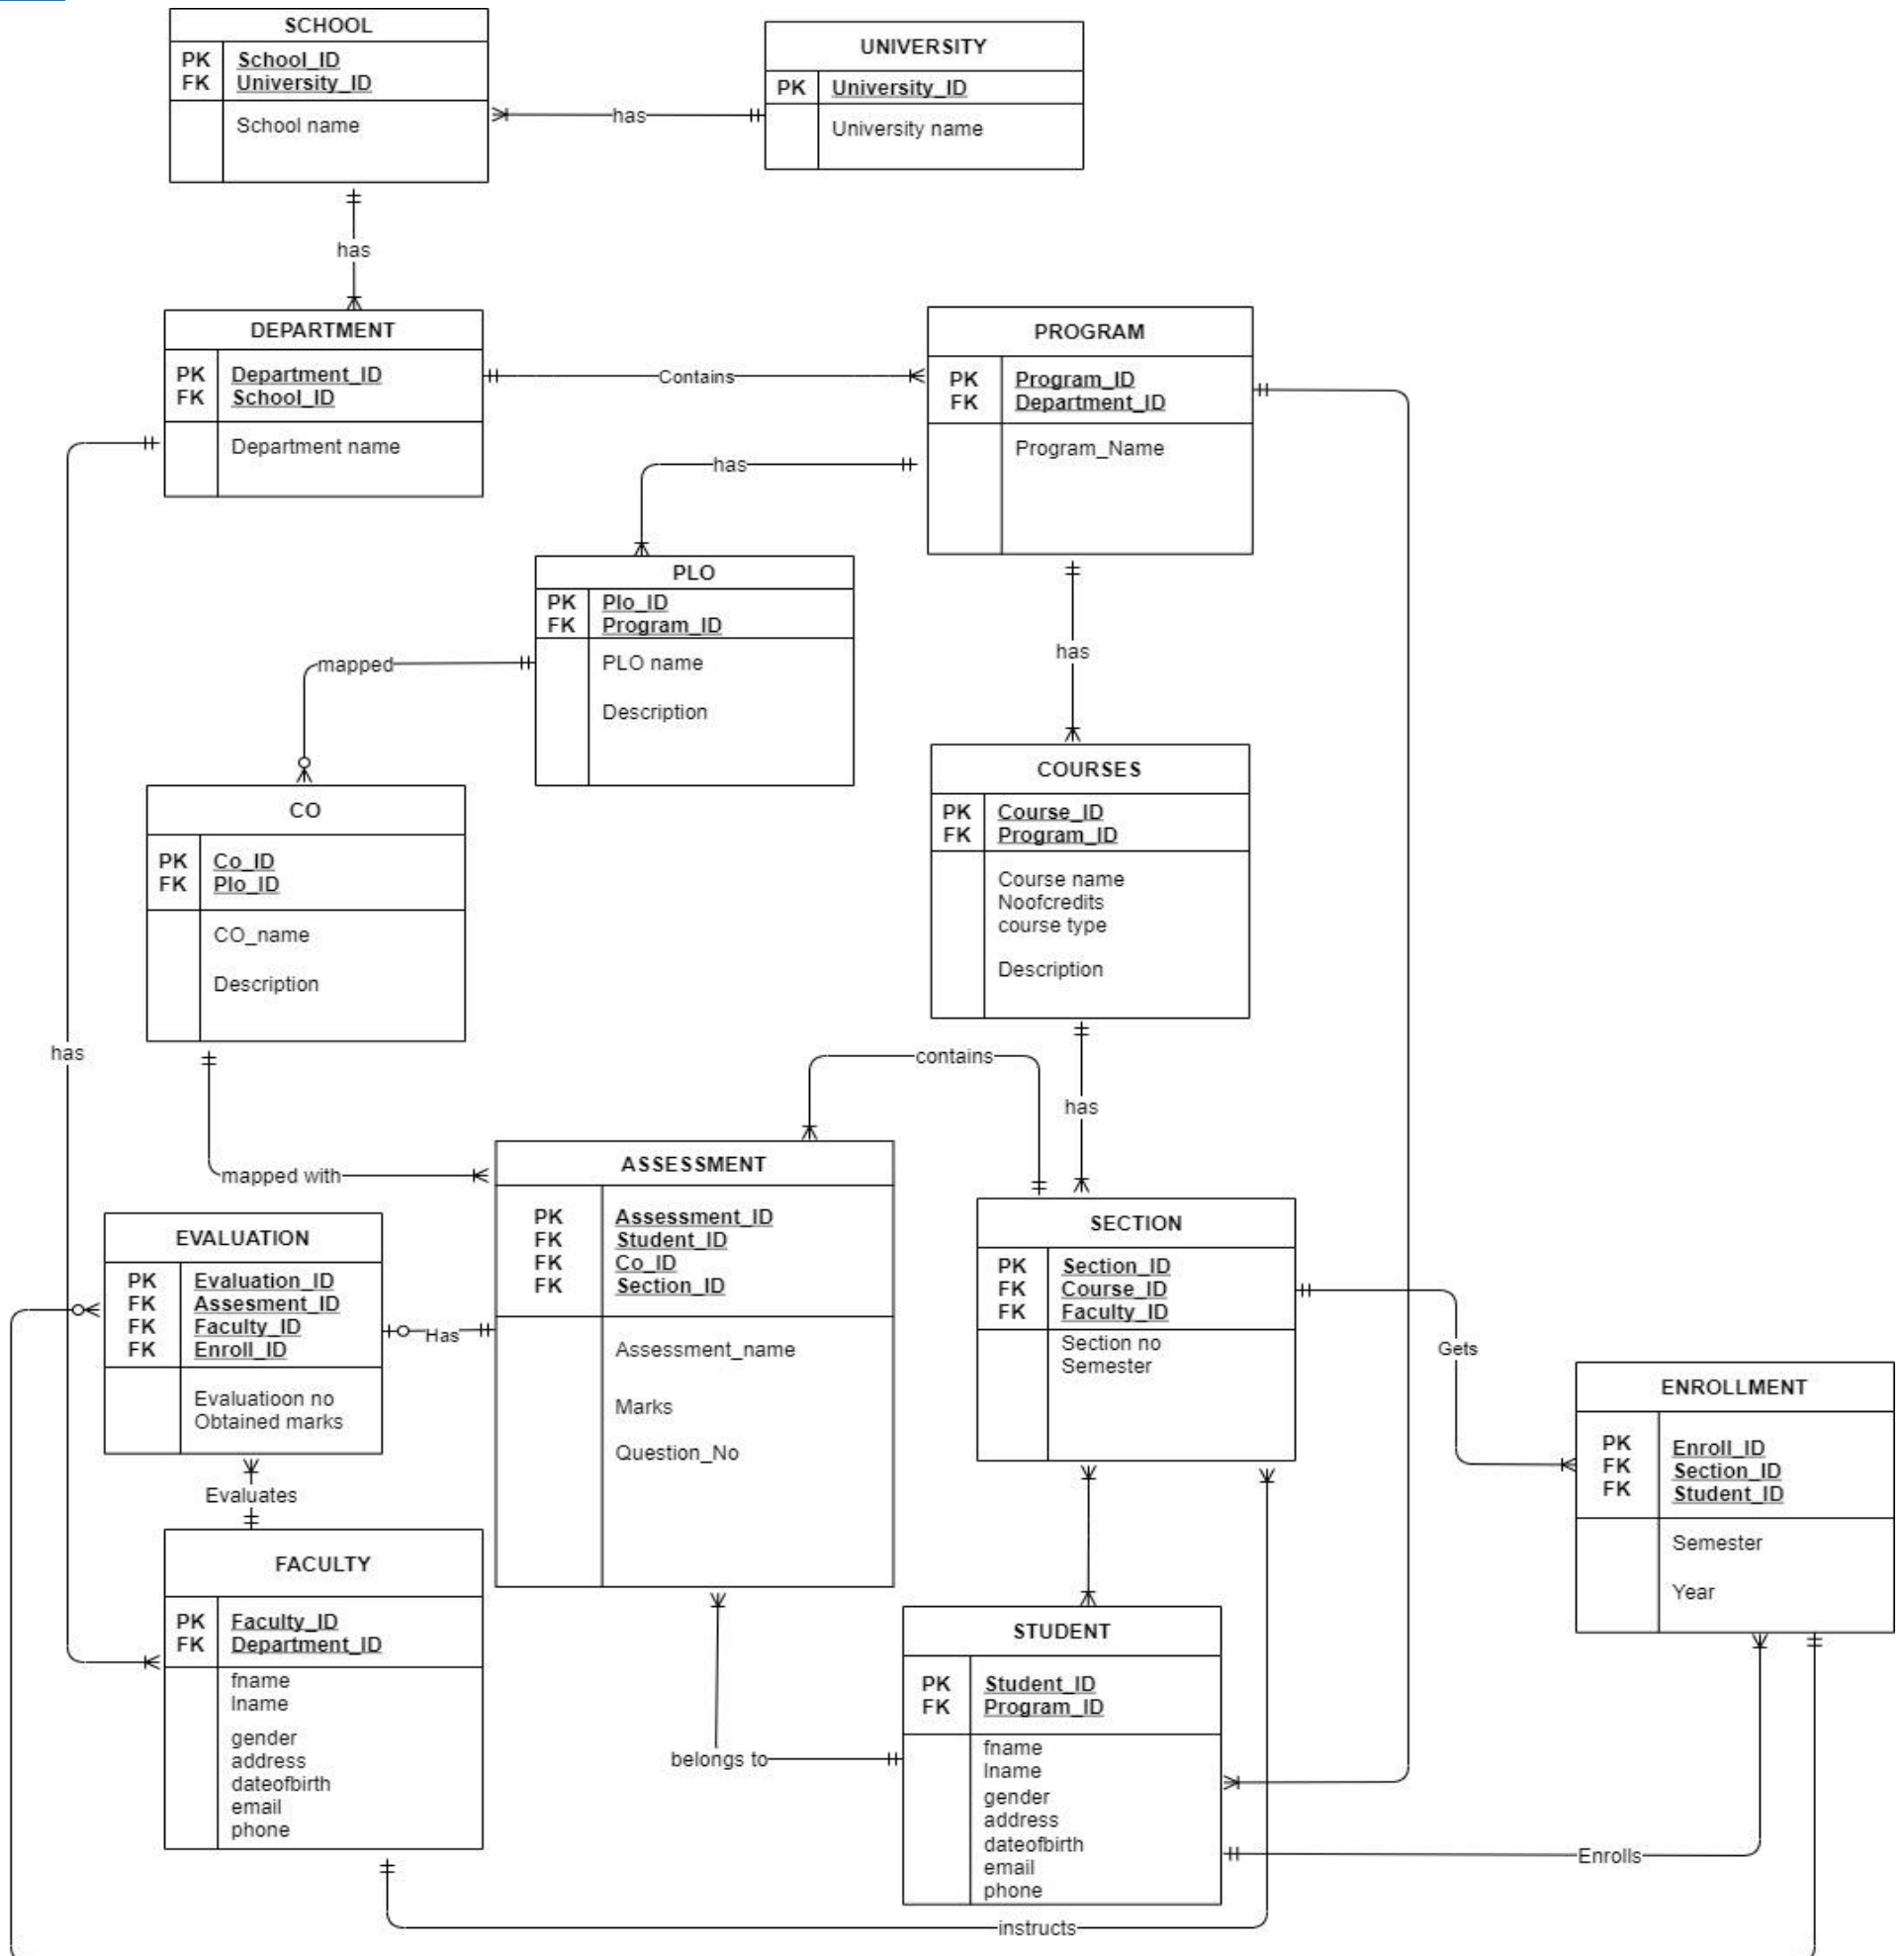 SCHOOL
PK School_ID
FK University_ID
School name
UNIVERSITY
PK University_ID
University name
has
has
DEPARTMENT
PK Department_ID
FK School_ID
Department name
Contains
PROGRAM
PK Program_ID
FK Department_ID
Program_Name
has
PLO
PK Plo_ID
FK Program_ID
PLO name
Description
mapped
has
CO
PK Co_ID
FK Plo_ID
CO_name
Description
COURSES
PK Course_ID
FK Program_ID
Course name
Noofcredits
course type
Description
has
contains
has
mapped with
ASSESSMENT
PK Assessment_ID
FK Student_ID
FK Co_ID
FK Section_ID
Assessment_name
Marks
Question_No
SECTION
PK Section_ID
FK Course_ID
FK Faculty_ID
Section no
Semester
EVALUATION
PK Evaluation_ID
FK Assesment_ID
FK Faculty_ID
FK Enroll_ID
Evaluatioon no
Obtained marks
Has
Gets
ENROLLMENT
PK Enroll_ID
FK Section_ID
FK Student_ID
Semester
Year
Evaluates
FACULTY
PK Faculty_ID
FK Department_ID
fname
lname
gender
address
dateofbirth
email
phone
STUDENT
PK Student_ID
FK Program_ID
fname
lname
gender
address
dateofbirth
email
phone
belongs to
Enrolls
instructs